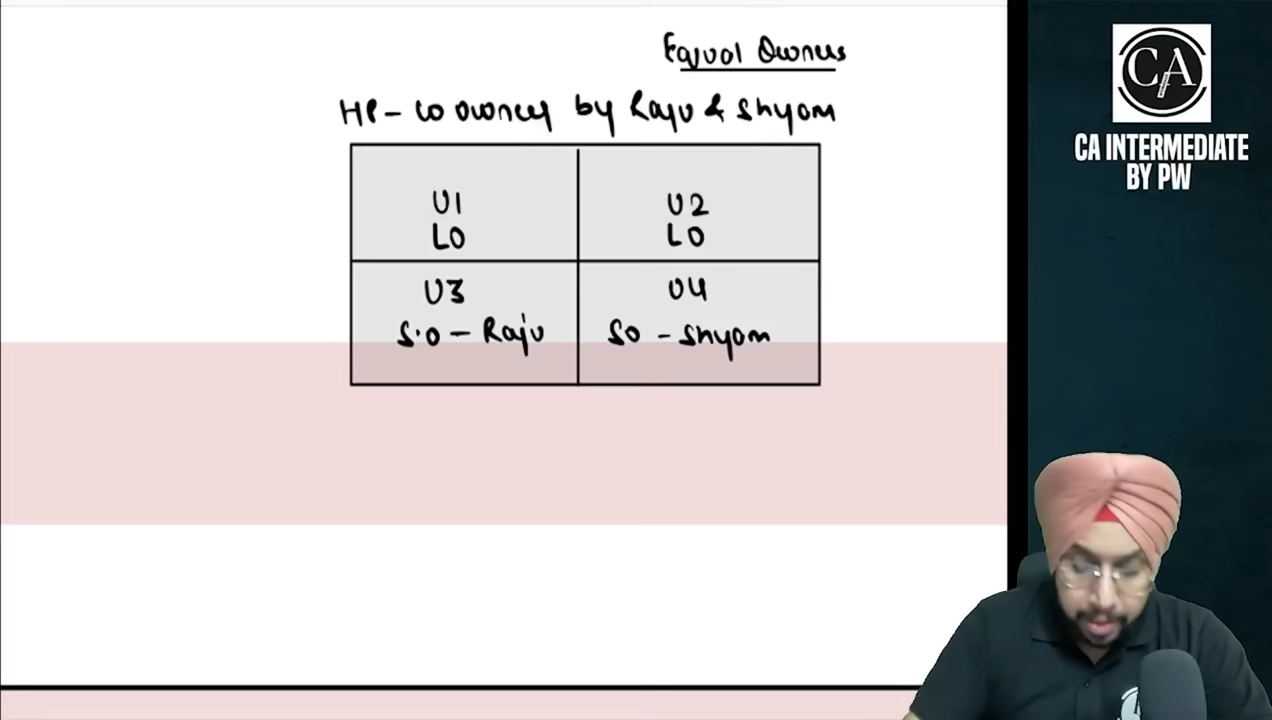 Equal Owners
HP - co owned by Raju & Shyam
U1
LO
U2
LO
U3
S.O - Raju
U4
SO - Shyam
CA
CA INTERMEDIATE
BY PW